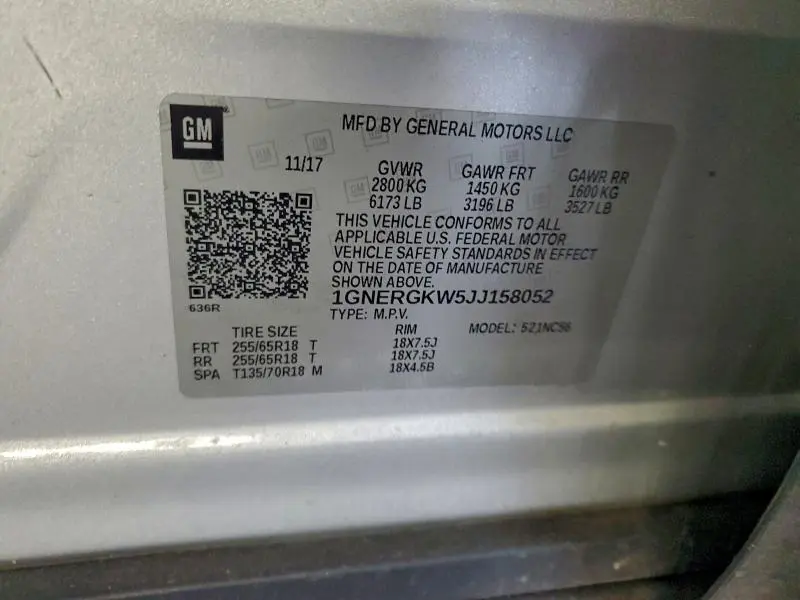 GM
MFD BY GENERAL MOTORS LLC
11/17
GVWR GAWR FRT GAWR RR
2800 KG 1450 KG 1600 KG
6173 LB 3196 LB 3527 LB
THIS VEHICLE CONFORMS TO ALL
APPLICABLE U.S. FEDERAL MOTOR
VEHICLE SAFETY STANDARDS IN EFFECT
ON THE DATE OF MANUFACTURE
SHOWN ABOVE.
1GNERGKW5JJ158052
636R
TYPE: M.P.V.
TIRE SIZE RIM MODEL:
FRT 255/65R18 T 18X7.5J
RR 255/65R18 T 18X7.5J
SPA T135/70R18 M 18X4.5B